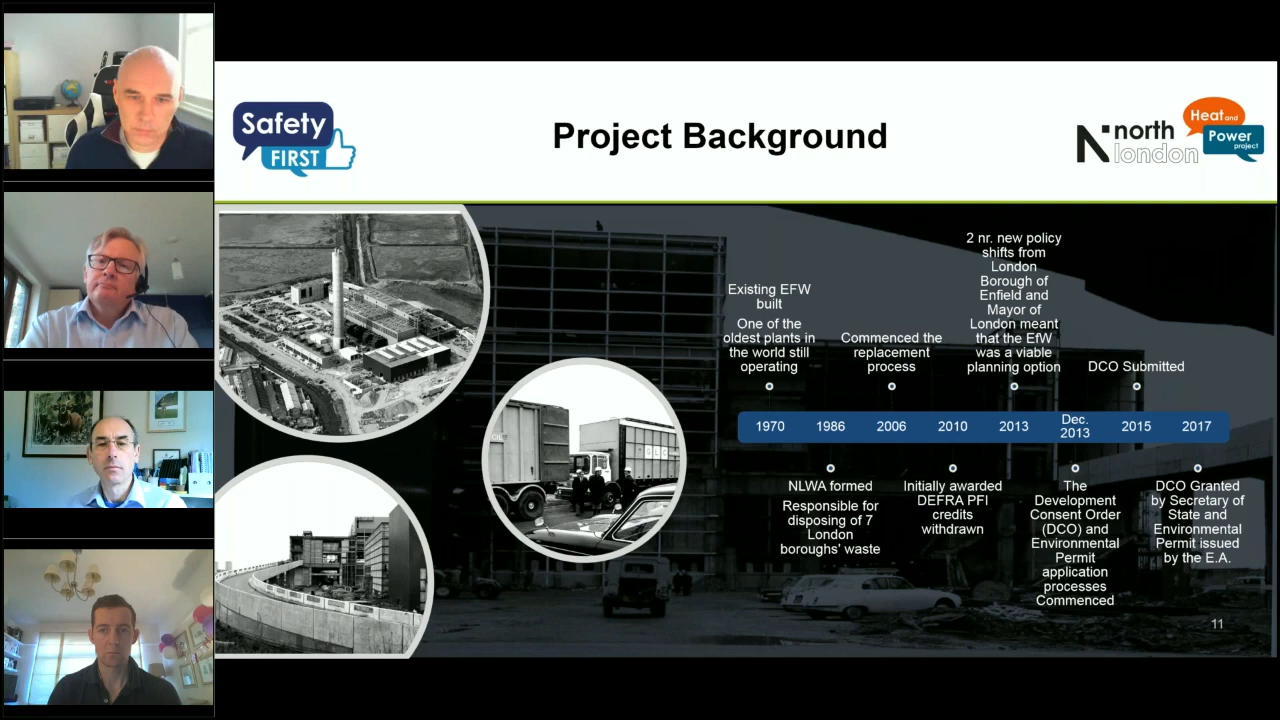 Safety
FIRST
Project Background
north
london
Heat and
Power
project
Existing EFW
built
One of the
oldest plants in
the world still
operating
Commenced the
replacement
process
2 nr. new policy
shifts from
London
Borough of
Enfield and
Mayor of
London meant
that the EfW
was a viable
planning option
DCO Submitted
1970
1986
2006
2010
2013
Dec.
2013
2015
2017
NLWA formed
Responsible for
disposing of 7
London
boroughs' waste
Initially awarded
DEFRA PFI
credits
withdrawn
The
Development
Consent Order
(DCO) and
Environmental
Permit
application
processes
Commenced
DCO Granted
by Secretary of
State and
Environmental
Permit issued
by the E.A.
GLC
11